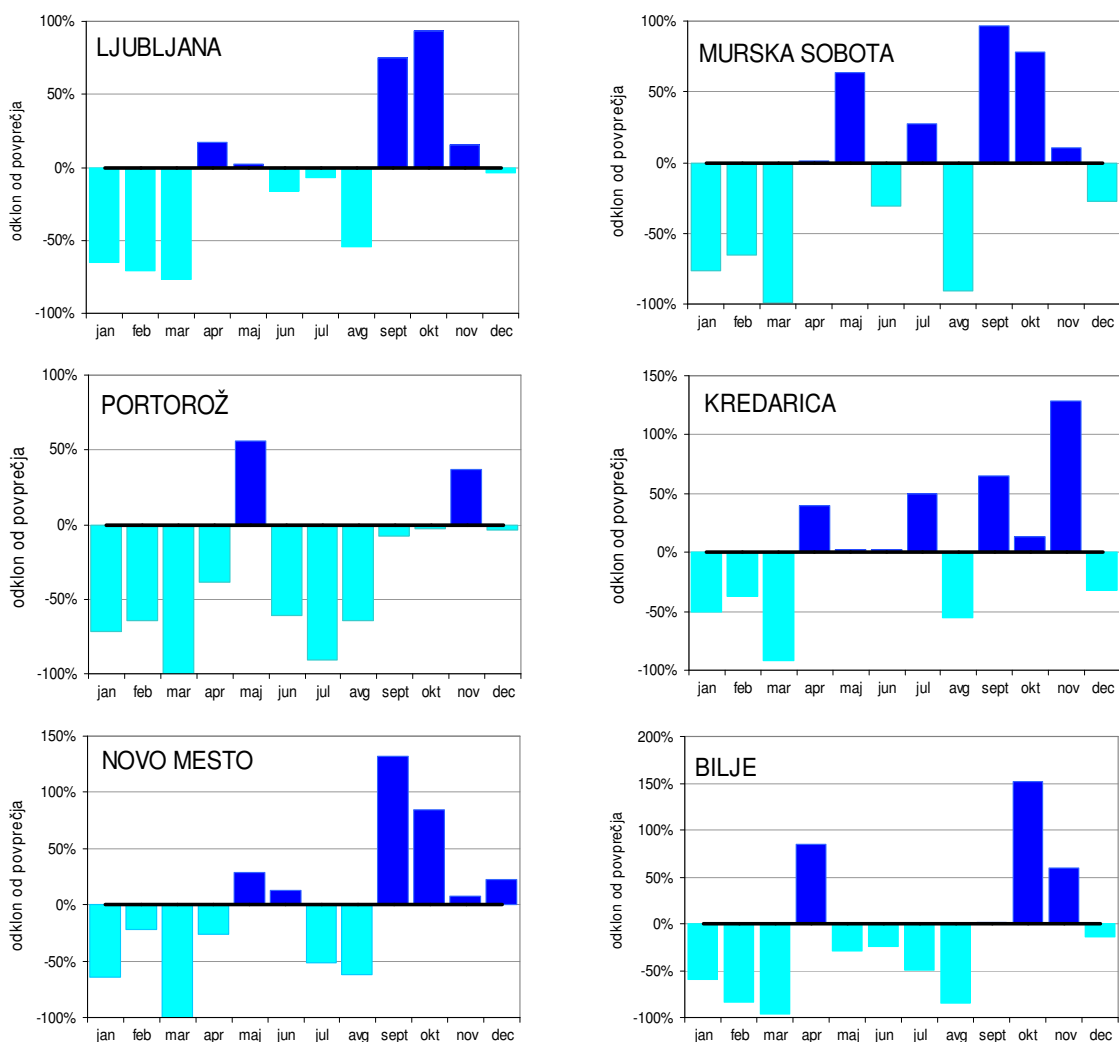 LJUBLJANA
odklon od povprečja
100%
50%
0%
-50%
-100%
jan feb mar apr maj jun jul avg sept okt nov dec
MURSKA SOBOTA
odklon od povprečja
100%
50%
0%
-50%
-100%
jan feb mar apr maj jun jul avg sept okt nov dec
PORTOROŽ
odklon od povprečja
100%
50%
0%
-50%
-100%
jan feb mar apr maj jun jul avg sept okt nov dec
KREDARICA
odklon od povprečja
150%
100%
50%
0%
-50%
-100%
jan feb mar apr maj jun jul avg sept okt nov dec
NOVO MESTO
odklon od povprečja
150%
100%
50%
0%
-50%
-100%
jan feb mar apr maj jun jul avg sept okt nov dec
BILJE
odklon od povprečja
200%
150%
100%
50%
0%
-50%
-100%
jan feb mar apr maj jun jul avg sept okt nov dec